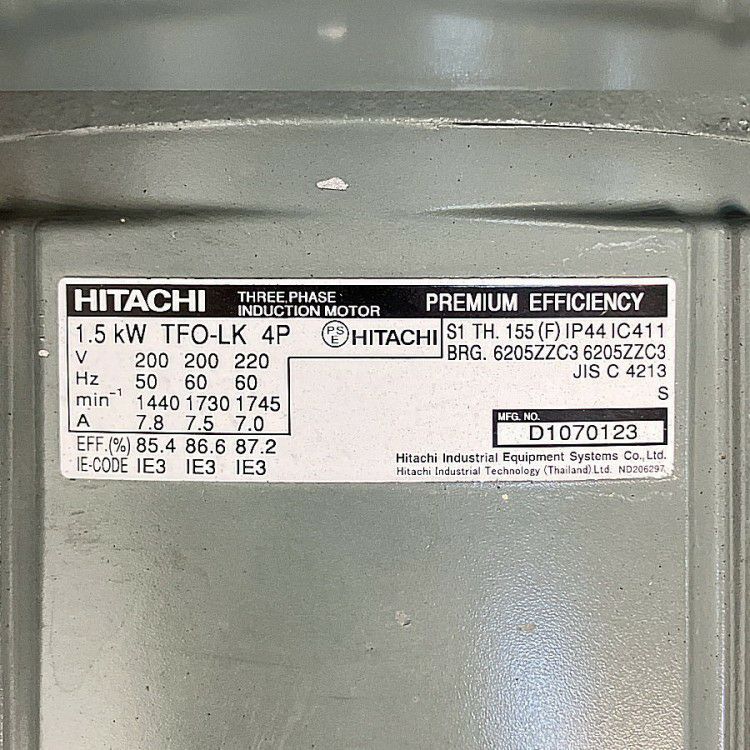 HITACHI THREE.PHASE INDUCTION MOTOR PREMIUM EFFICIENCY
1.5 kW TFO-LK 4P
V 200 200 220
Hz 50 60 60
min⁻¹ 1440 1730 1745
A 7.8 7.5 7.0
EFF.(%) 85.4 86.6 87.2
IE-CODE IE3 IE3 IE3
PS E HITACHI
S1 TH. 155 (F) IP44 IC411
BRG. 6205ZZC3 6205ZZC3
JIS C 4213
S
MFG. NO.
D1070123
Hitachi Industrial Equipment Systems Co., Ltd.
Hitachi Industrial Technology (Thailand) Ltd. ND206297